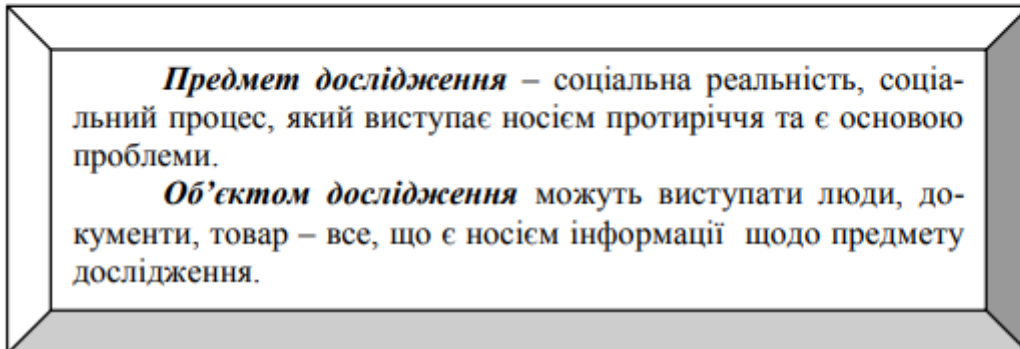 Предмет дослідження – соціальна реальність, соціа-
льний процес, який виступає носієм протиріччя та є основою
проблеми.
Об’єктом дослідження можуть виступати люди, до-
кументи, товар – все, що є носієм інформації  щодо предмету
дослідження.